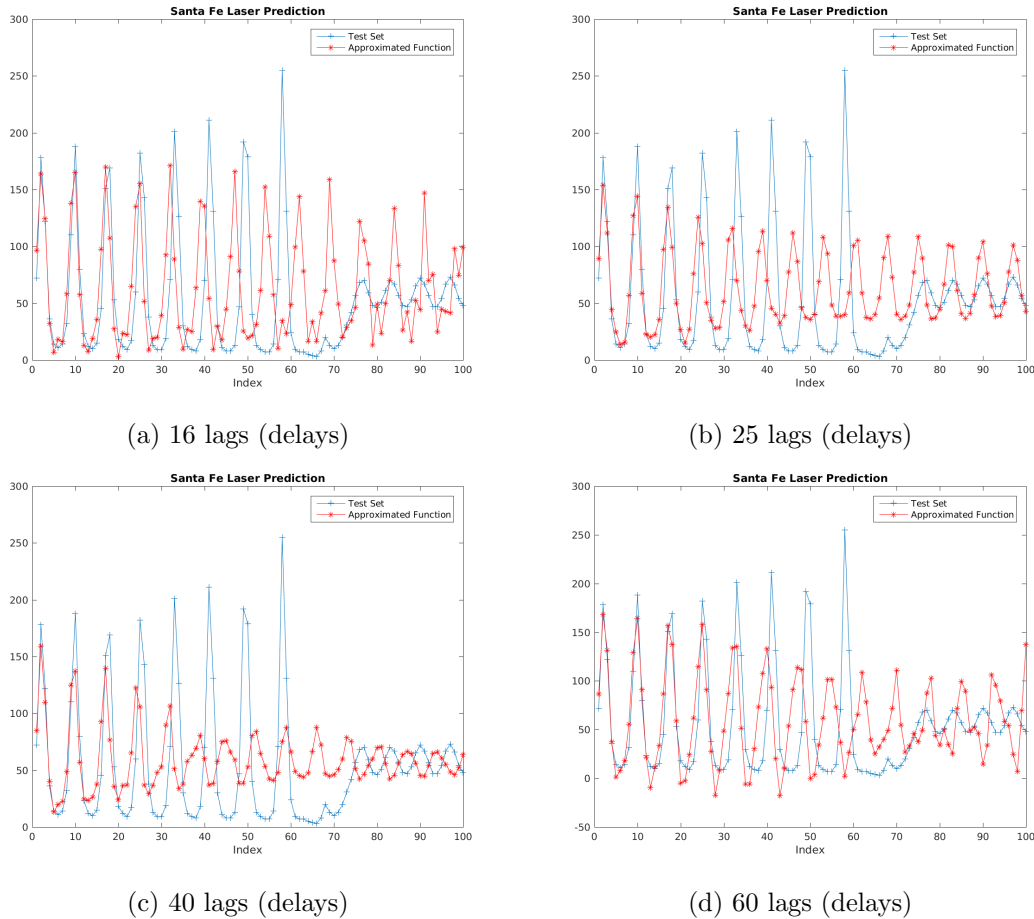 Santa Fe Laser Prediction
300
250
200
150
100
50
0
0 10 20 30 40 50 60 70 80 90 100
Index
Test Set
Approximated Function
(a) 16 lags (delays)
Santa Fe Laser Prediction
300
250
200
150
100
50
0
0 10 20 30 40 50 60 70 80 90 100
Index
Test Set
Approximated Function
(b) 25 lags (delays)
Santa Fe Laser Prediction
300
250
200
150
100
50
0
0 10 20 30 40 50 60 70 80 90 100
Index
Test Set
Approximated Function
(c) 40 lags (delays)
Santa Fe Laser Prediction
300
250
200
150
100
50
0
-50
0 10 20 30 40 50 60 70 80 90 100
Index
Test Set
Approximated Function
(d) 60 lags (delays)